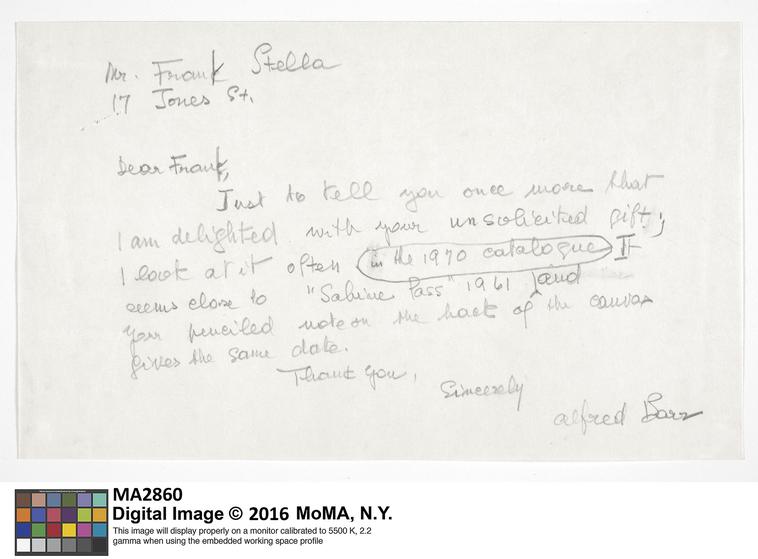 Mr. Frank Stella
17 Jones St.
Dear Frank,
Just to tell you once more that
I am delighted with your unsolicited gift;
I look at it often in the 1970 catalogue It
seems close to "Sabine Pass" 1961 and
your penciled note on the back of the canvas
gives the same date.
Thank you,
Sincerely
Alfred Barr
MA2860
Digital Image © 2016 MoMA, N.Y.
This image will display properly on a monitor calibrated to 5500 K, 2.2
gamma when using the embedded working space profile